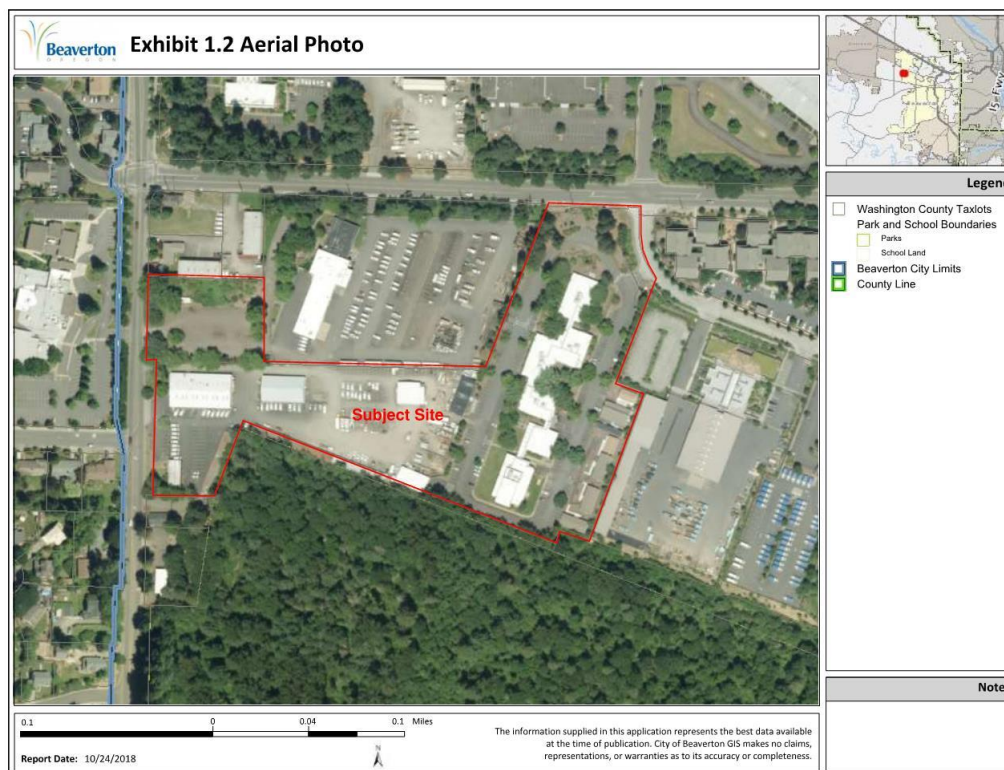 Beaverton
OREGON
Exhibit 1.2 Aerial Photo
Subject Site
Legen
Washington County Taxlots
Park and School Boundaries
Parks
School Land
Beaverton City Limits
County Line
Note
0.1
0
0.04
0.1 Miles
Report Date: 10/24/2018
N
The information supplied in this application represents the best data available
at the time of publication. City of Beaverton GIS makes no claims,
representations, or warranties as to its accuracy or completeness.
I5 Fwy